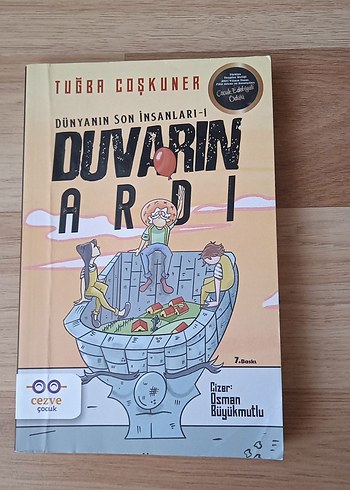 TUĞBA COŞKUNER
DÜNYANIN SON İNSANLARI-1
DUVARIN
ARDI
Çocuk Edebiyatı
Ödülü
7.Baskı
cezve
çocuk
Çizer:
Osman
Büyükmutlu